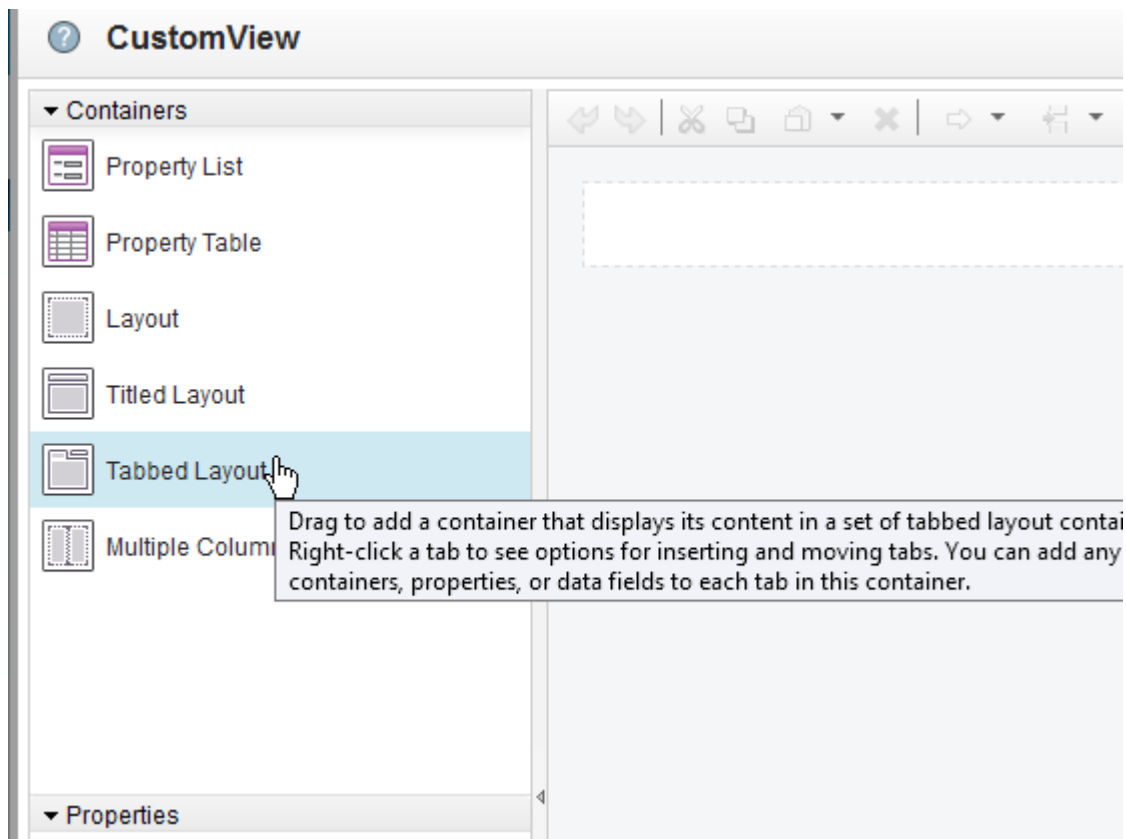 CustomView
Containers
Property List
Property Table
Layout
Titled Layout
Tabbed Layout
Multiple
Drag to add a container that displays its content in a set of tabbed layout
Right-click a tab to see options for inserting and moving tabs. You can add any
containers, properties, or data fields to each tab in this container.
Properties